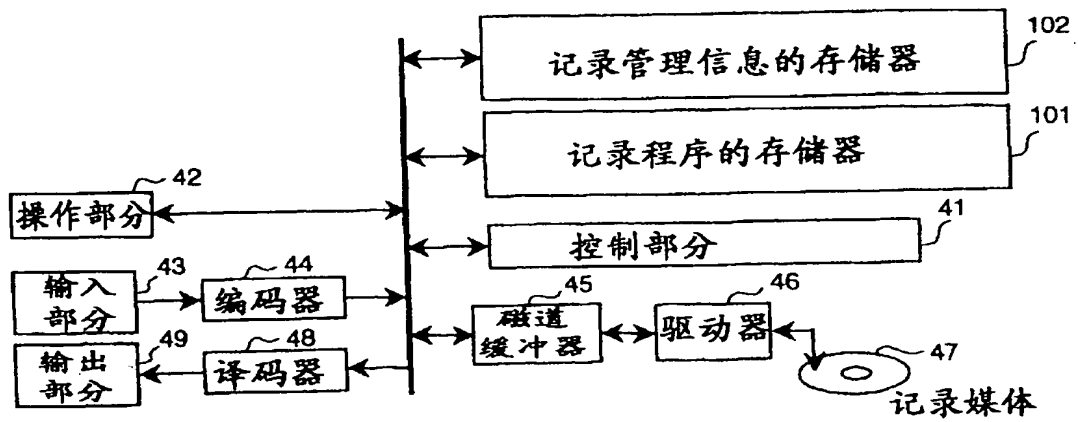 102
记录管理信息的存储器
101
记录程序的存储器
42
操作部分
41
控制部分
43
输入
部分
44
编码器
45
磁道
缓冲器
46
驱动器
49
输出
部分
48
译码器
47
记录媒体